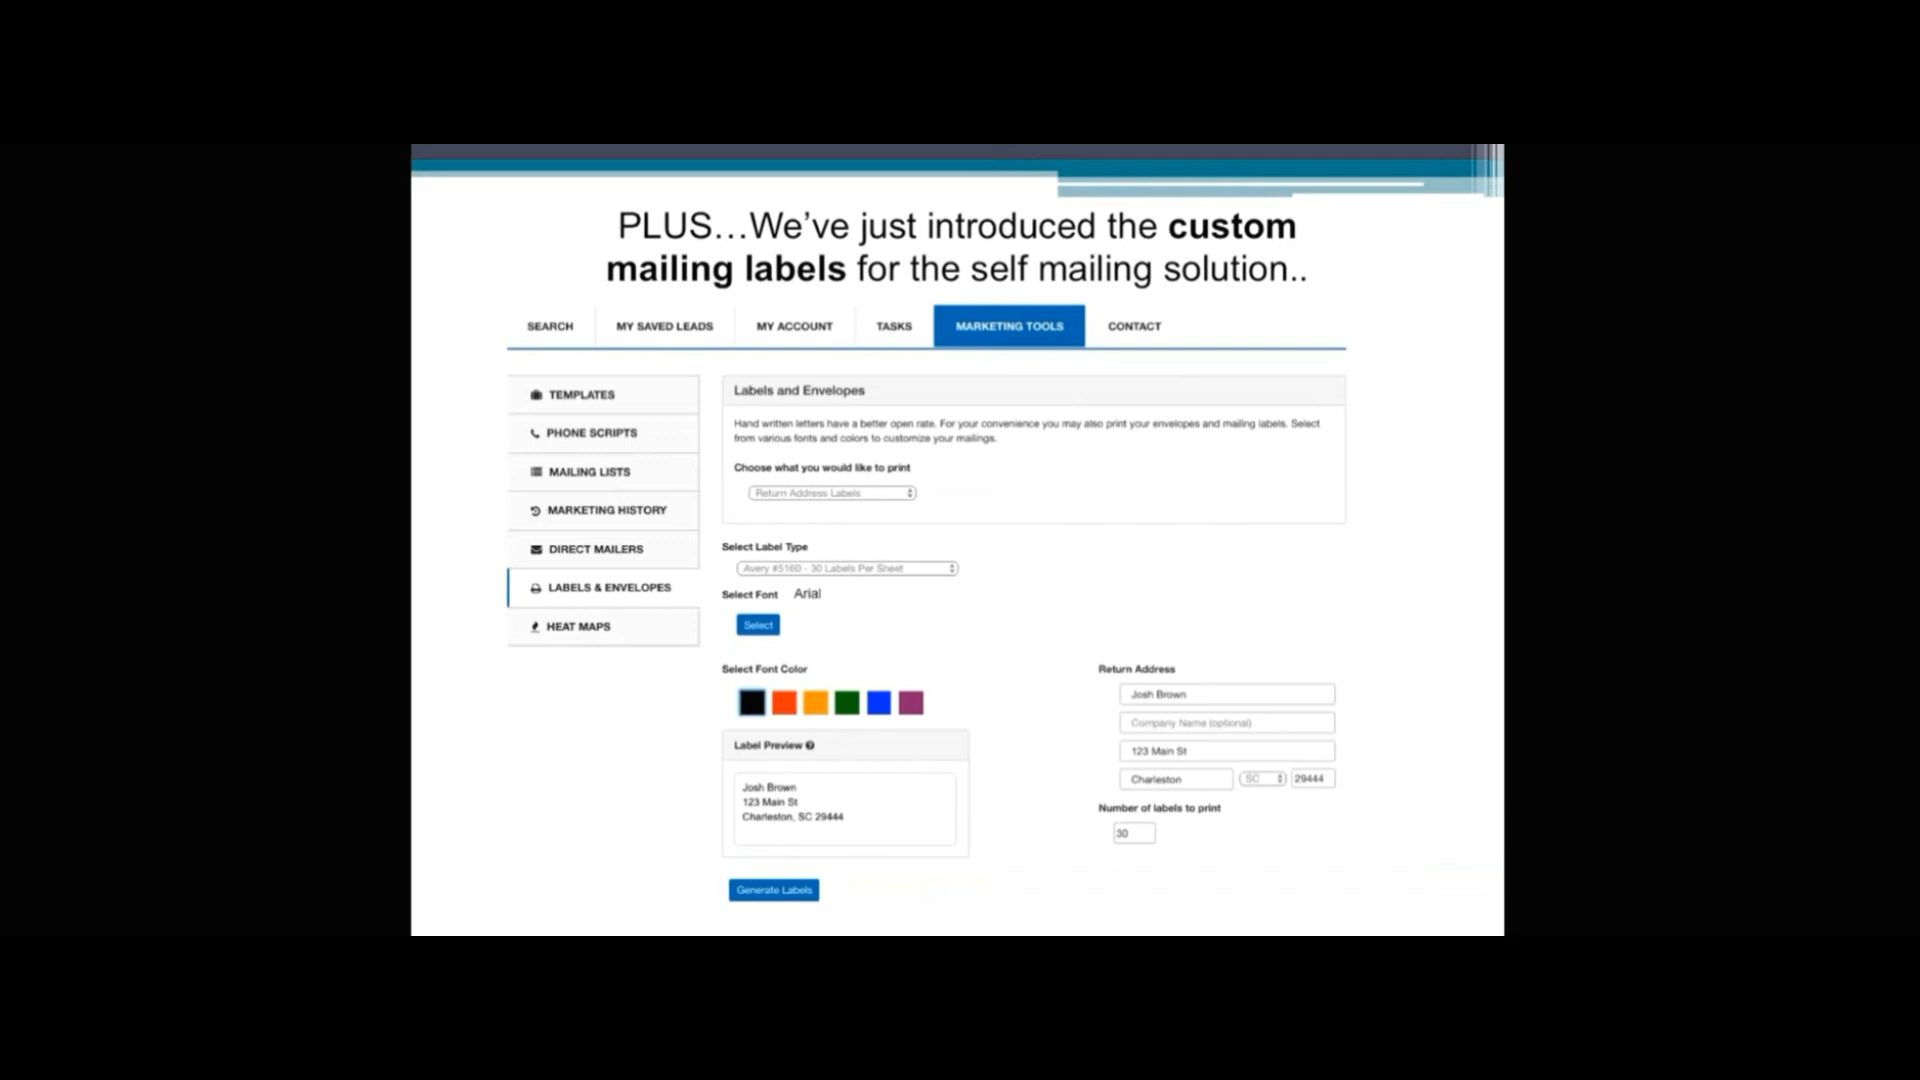 PLUS…We’ve just introduced the custom
mailing labels for the self mailing solution..
SEARCH MY SAVED LEADS MY ACCOUNT TASKS MARKETING TOOLS CONTACT
TEMPLATES
PHONE SCRIPTS
MAILING LISTS
MARKETING HISTORY
DIRECT MAILERS
LABELS & ENVELOPES
HEAT MAPS
Labels and Envelopes
Hand written letters have a better open rate. For your convenience you may also print your envelopes and mailing labels. Select
from various fonts and colors to customize your mailings.
Choose what you would like to print
Return Address Labels
Select Label Type
Avery #5160 - 30 Labels Per Sheet
Select Font Arial
Select
Select Font Color
Label Preview
Josh Brown
123 Main St
Charleston, SC 29444
Generate Labels
Return Address
Josh Brown
Company Name (optional)
123 Main St
Charleston SC 29444
Number of labels to print
30